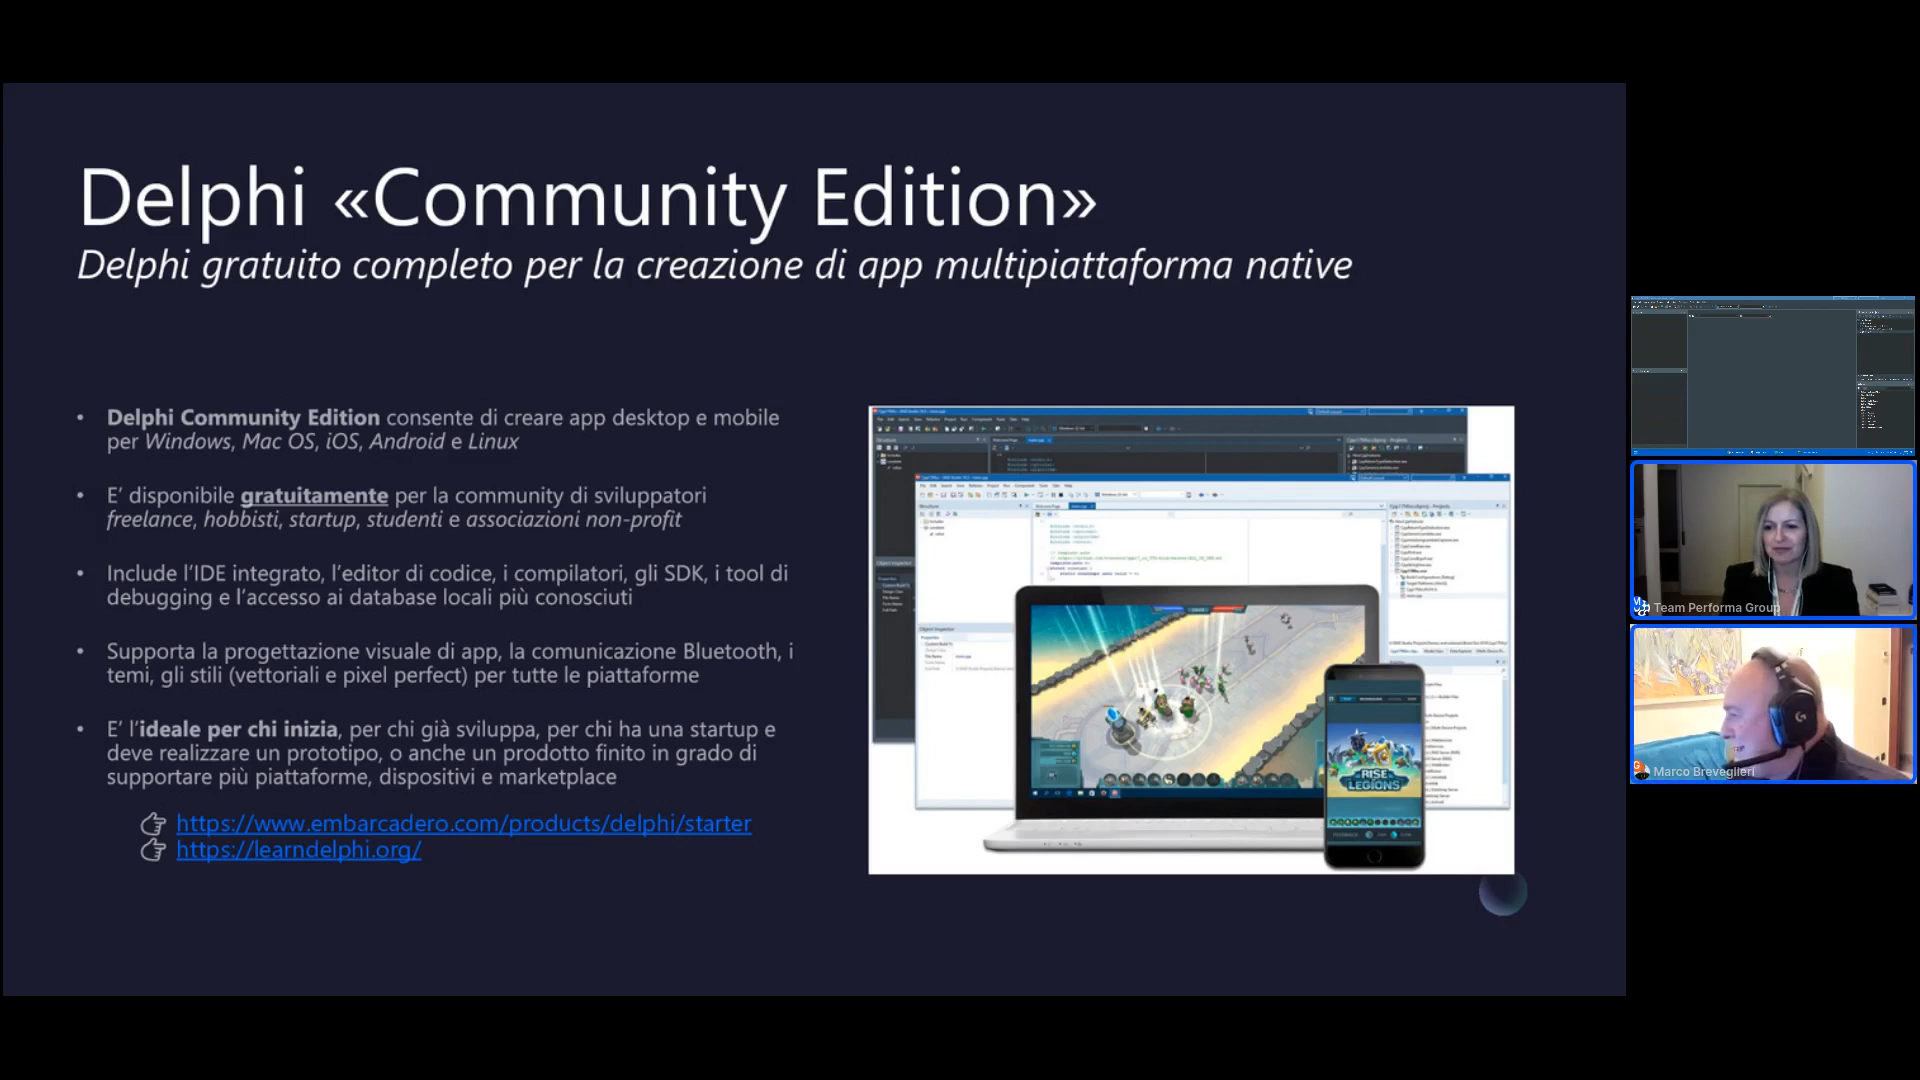 Delphi «Community Edition»
Delphi gratuito completo per la creazione di app multipiattaforma native
• Delphi Community Edition consente di creare app desktop e mobile
per Windows, Mac OS, iOS, Android e Linux
• E’ disponibile gratuitamente per la community di sviluppatori
freelance, hobbisti, startup, studenti e associazioni non-profit
• Include l’IDE integrato, l’editor di codice, i compilatori, gli SDK, i tool di
debugging e l’accesso ai database locali più conosciuti
• Supporta la progettazione visuale di app, la comunicazione Bluetooth, i
temi, gli stili (vettoriali e pixel perfect) per tutte le piattaforme
• E’ l’ideale per chi inizia, per chi già sviluppa, per chi ha una startup e
deve realizzare un prototipo, o anche un prodotto finito in grado di
supportare più piattaforme, dispositivi e marketplace
https://www.embarcadero.com/products/delphi/starter
https://learndelphi.org/
RISE
LEGIONS
Team Performa Group
Marco Breveglieri